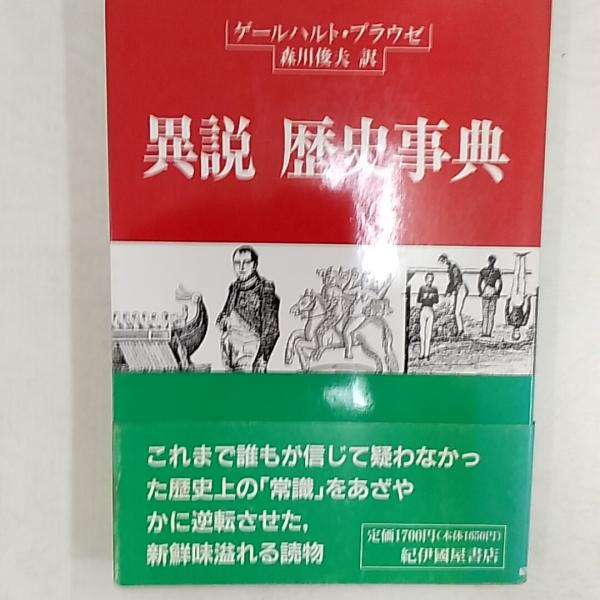 ゲールハルト・プラウゼ
森川俊夫 訳
異説 歴史事典
これまで誰もが信じて疑わなかっ
た歴史上の「常識」をあざや
かに逆転させた,
新鮮味溢れる読物
定価1700円(本体1650円)
紀伊國屋書店